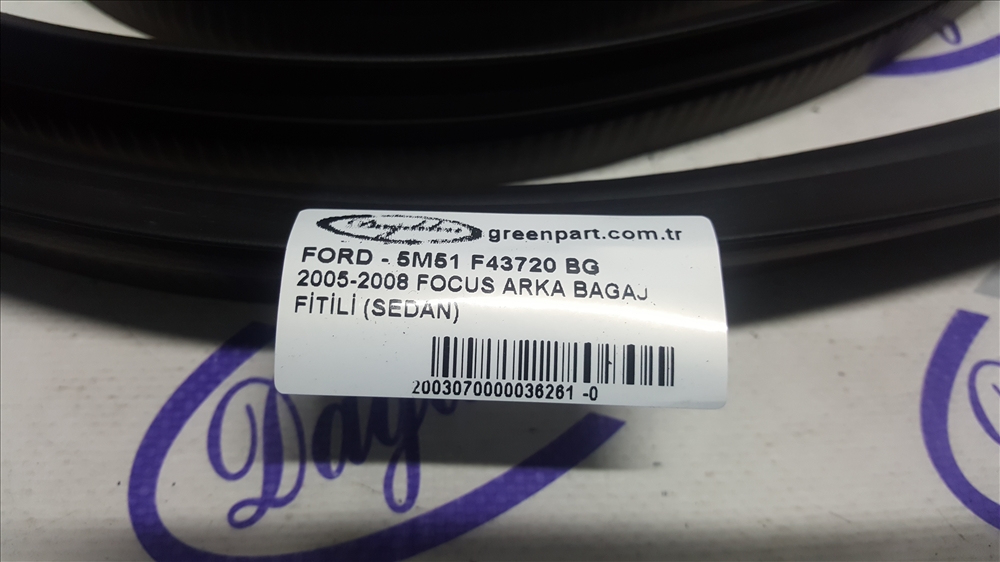 greenpart.com.tr
FORD - 5M51 F43720 BG
2005-2008 FOCUS ARKA BAGAJ
FİTİLİ (SEDAN)
2003070000036261 -0